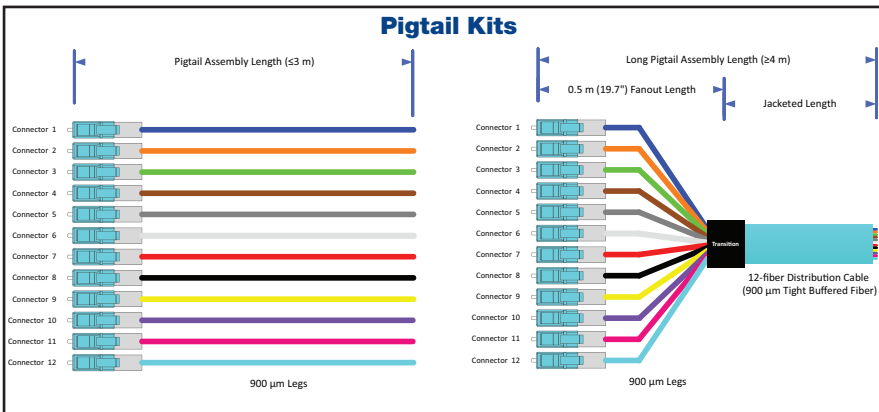 Pigtail Kits
Pigtail Assembly Length (≤3 m)
Connector 1
Connector 2
Connector 3
Connector 4
Connector 5
Connector 6
Connector 7
Connector 8
Connector 9
Connector 10
Connector 11
Connector 12
900 µm Legs
Long Pigtail Assembly Length (≥4 m)
0.5 m (19.7") Fanout Length
Jacketed Length
Connector 1
Connector 2
Connector 3
Connector 4
Connector 5
Connector 6
Connector 7
Connector 8
Connector 9
Connector 10
Connector 11
Connector 12
Transition
12-fiber Distribution Cable
(900 µm Tight Buffered Fiber)
900 µm Legs